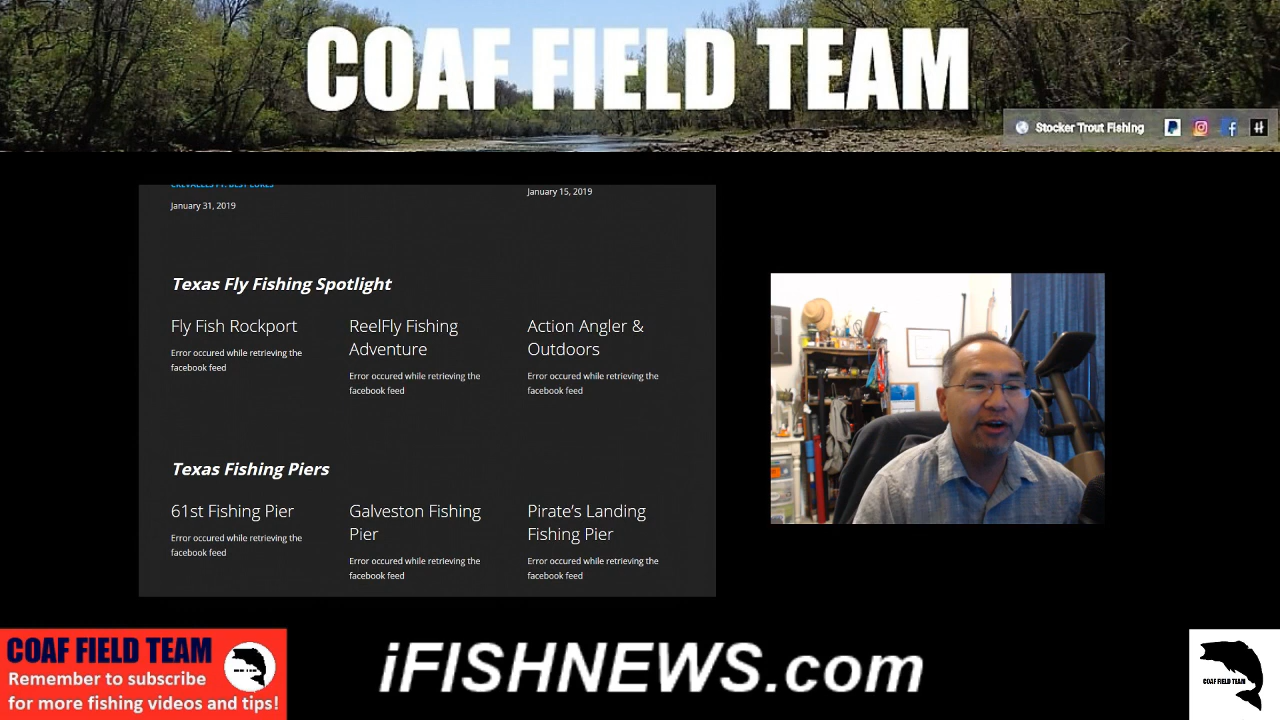 COAF FIELD TEAM
Stocker Trout Fishing
CREVALLES FT. BEST LURES
January 31, 2019
January 15, 2019
Texas Fly Fishing Spotlight
Fly Fish Rockport
Error occured while retrieving the
facebook feed
ReelFly Fishing
Adventure
Error occured while retrieving the
facebook feed
Action Angler &
Outdoors
Error occured while retrieving the
facebook feed
Texas Fishing Piers
61st Fishing Pier
Error occured while retrieving the
facebook feed
Galveston Fishing
Pier
Error occured while retrieving the
facebook feed
Pirate's Landing
Fishing Pier
Error occured while retrieving the
facebook feed
COAF FIELD TEAM
Remember to subscribe
for more fishing videos and tips!
iFISHNEWS.com
COAF FIELD TEAM